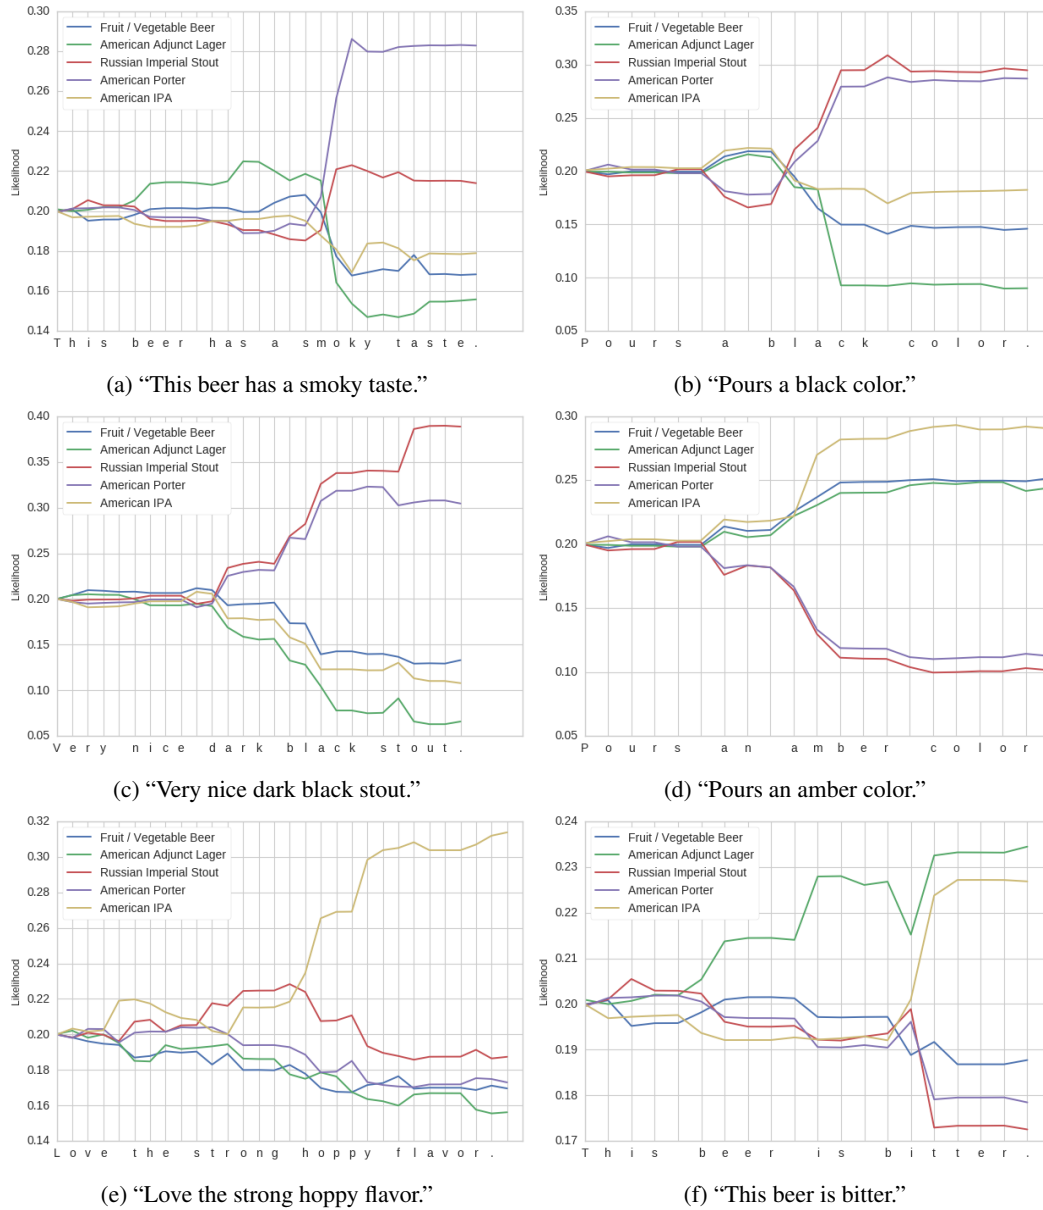 0.30
0.28
0.26
0.24
0.22
0.20
0.18
0.16
0.14
Likelihood
Fruit / Vegetable Beer
American Adjunct Lager
Russian Imperial Stout
American Porter
American IPA
T h i s b e e r h a s a s m o k y t a s t e .
(a) “This beer has a smoky taste.”
0.35
0.30
0.25
0.20
0.15
0.10
0.05
Likelihood
Fruit / Vegetable Beer
American Adjunct Lager
Russian Imperial Stout
American Porter
American IPA
P o u r s a b l a c k c o l o r .
(b) “Pours a black color.”
0.40
0.35
0.30
0.25
0.20
0.15
0.10
0.05
Likelihood
Fruit / Vegetable Beer
American Adjunct Lager
Russian Imperial Stout
American Porter
American IPA
V e r y n i c e d a r k b l a c k s t o u t .
(c) “Very nice dark black stout.”
0.30
0.25
0.20
0.15
0.10
0.05
Likelihood
Fruit / Vegetable Beer
American Adjunct Lager
Russian Imperial Stout
American Porter
American IPA
P o u r s a n a m b e r c o l o r
(d) “Pours an amber color.”
0.32
0.30
0.28
0.26
0.24
0.22
0.20
0.18
0.16
0.14
Likelihood
Fruit / Vegetable Beer
American Adjunct Lager
Russian Imperial Stout
American Porter
American IPA
L o v e t h e s t r o n g h o p p y f l a v o r .
(e) “Love the strong hoppy flavor.”
0.24
0.23
0.22
0.21
0.20
0.19
0.18
0.17
Likelihood
Fruit / Vegetable Beer
American Adjunct Lager
Russian Imperial Stout
American Porter
American IPA
T h i s b e e r i s b i t t e r .
(f) “This beer is bitter.”